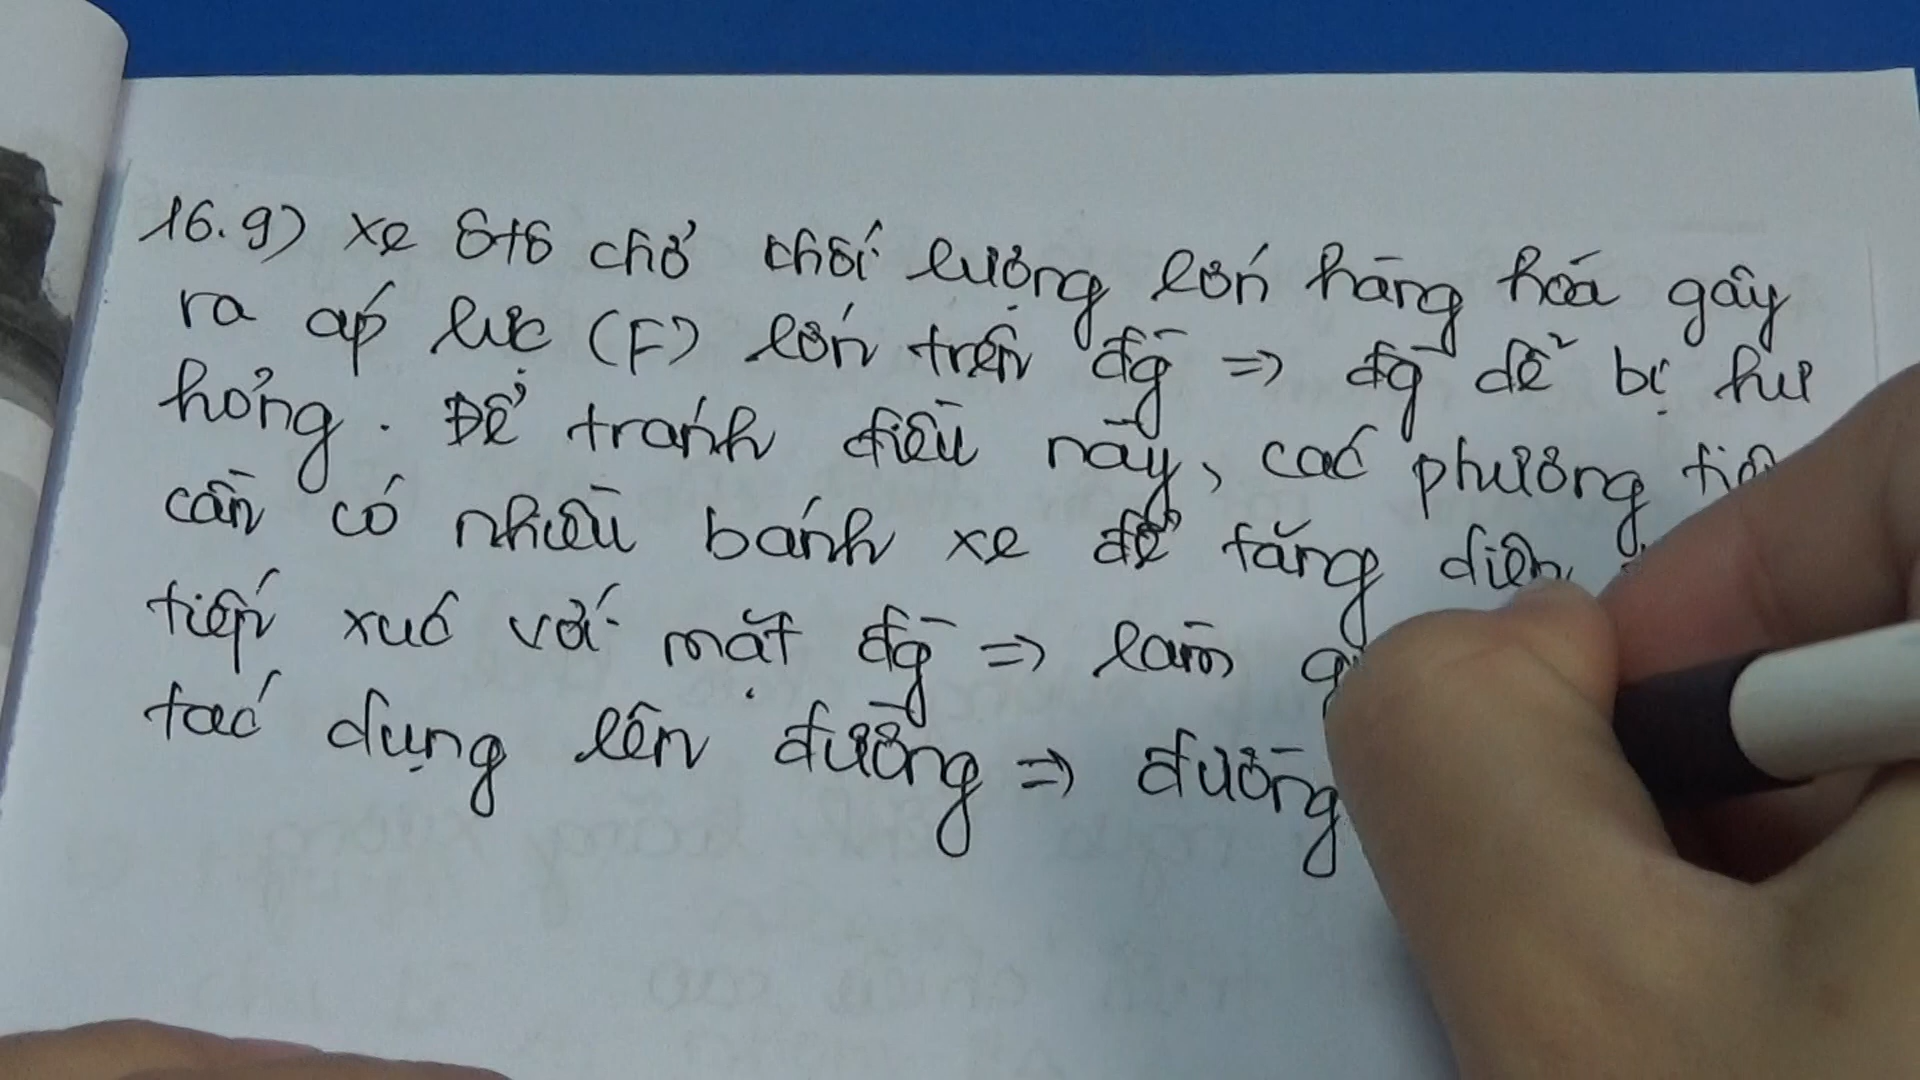 16.9) xe ôtô chở khối lượng lớn hàng hoá gây
ra áp lực (F) lớn trên đg̀ => đg̀ dễ bị hư
hỏng. Để tránh điều này, các phương
cần có nhiều bánh xe để tăng diện
tiếp xúc với mặt đg̀ => làm
tác dụng lên đường => đường